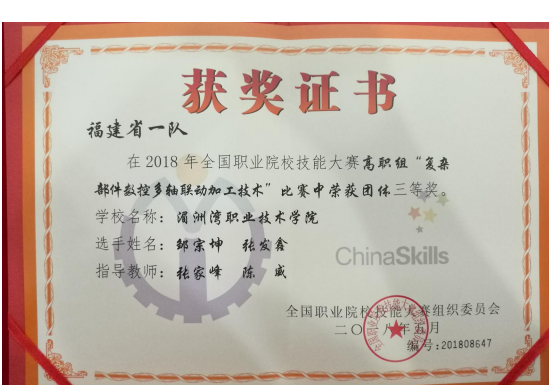 获奖证书
福建省一队
在2018年全国职业院校技能大赛高职组“复杂
部件数控多轴联动加工技术”比赛中荣获团体三等奖。
学校名称：湄洲湾职业技术学院
选手姓名：邹宗坤 张发鑫
指导教师：张家峰 陈威
ChinaSkills
全国职业院校技能大赛组织委员会
二〇一八年五月
编号:201808647